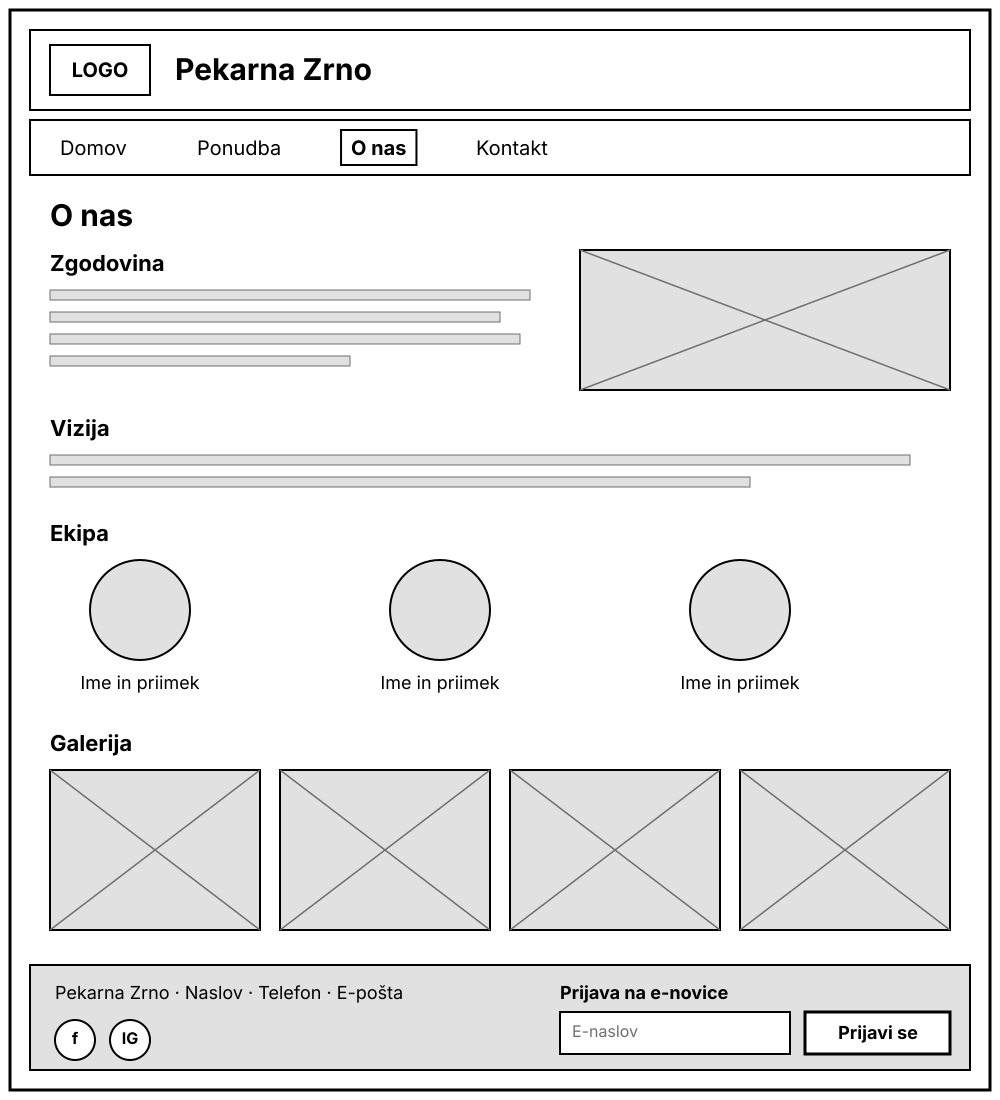 LOGO
Pekarna Zrno
Domov Ponudba O nas Kontakt
O nas
Zgodovina
Vizija
Ekipa
Ime in priimek Ime in priimek Ime in priimek
Galerija
Pekarna Zrno · Naslov · Telefon · E-pošta
f IG
Prijava na e-novice
E-naslov
Prijavi se